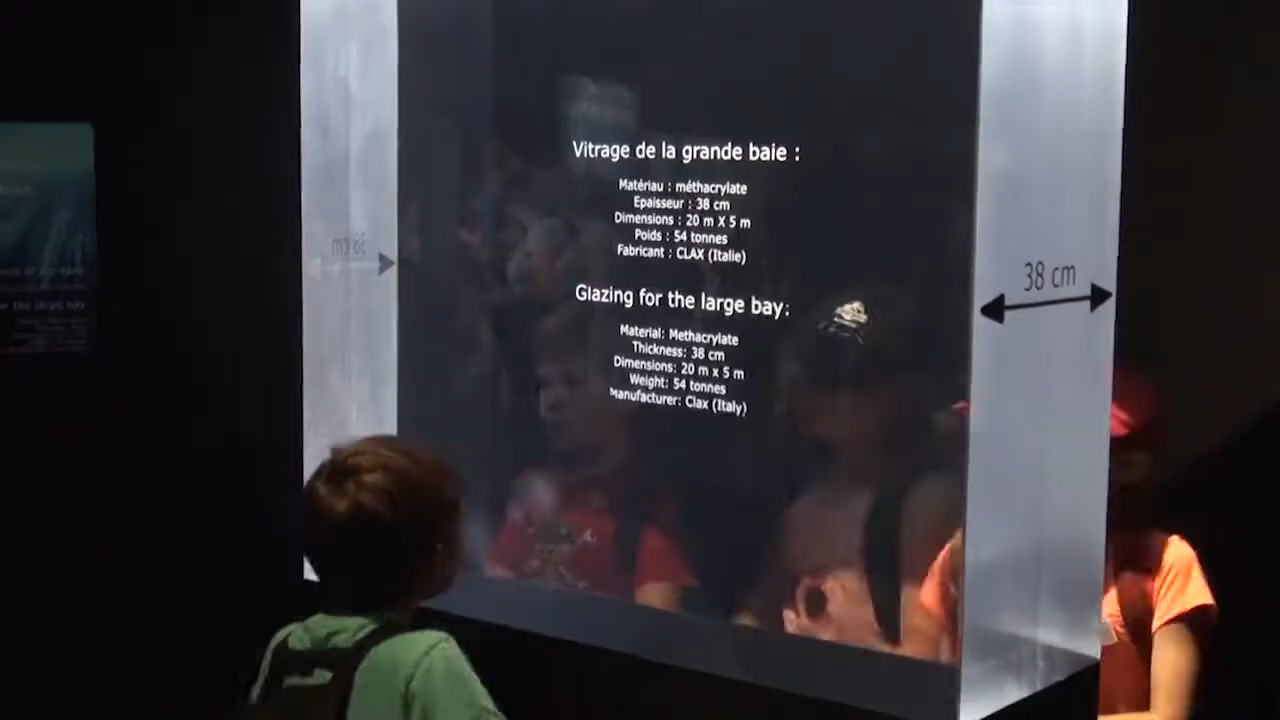 Vitrage de la grande baie :
Matériau : méthacrylate
Epaisseur : 38 cm
Dimensions : 20 m X 5 m
Poids : 54 tonnes
Fabricant : CLAX (Italie)
Glazing for the large bay:
Material: Methacrylate
Thickness: 38 cm
Dimensions: 20 m x 5 m
Weight: 54 tonnes
Manufacturer: Clax (Italy)
38 cm
38 cm